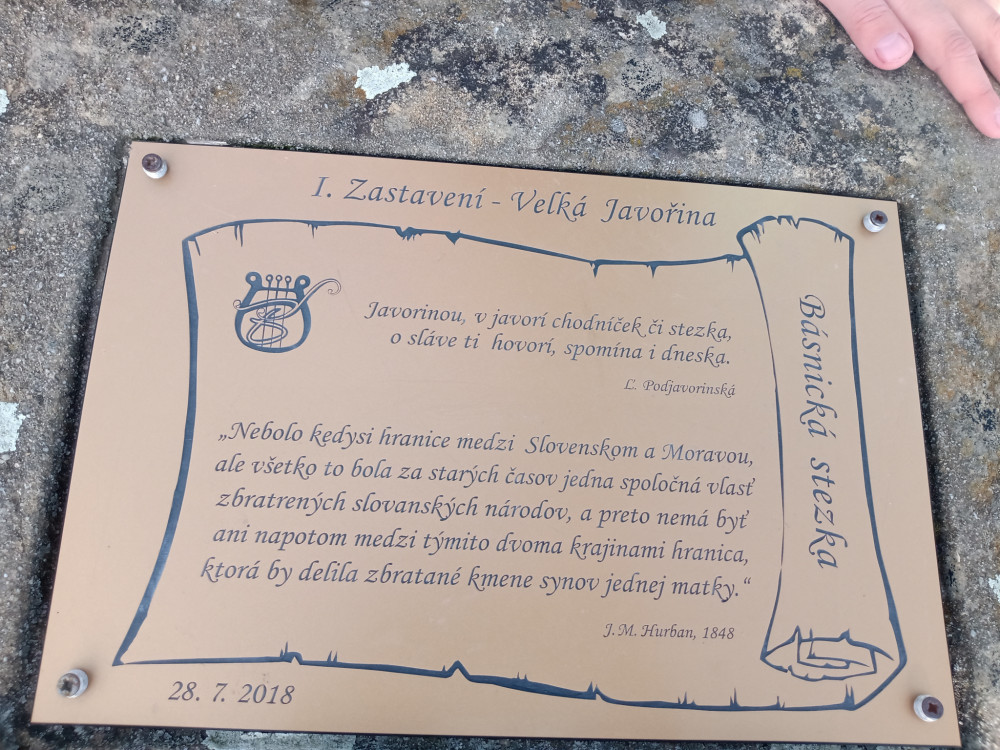 I. Zastavení - Velká Javořina
Javorinou, v javorí chodníček či stezka,
o sláve ti hovorí, spomína i dneska.
Ľ. Podjavorinská
„Nebolo kedysi hranice medzi Slovenskom a Moravou,
ale všetko to bola za starých časov jedna spoločná vlasť
zbratrených slovanských národov, a preto nemá byť
ani napotom medzi týmito dvoma krajinami hranica,
ktorá by delila zbratané kmene synov jednej matky.“
J. M. Hurban, 1848
Básnická stezka
28. 7. 2018